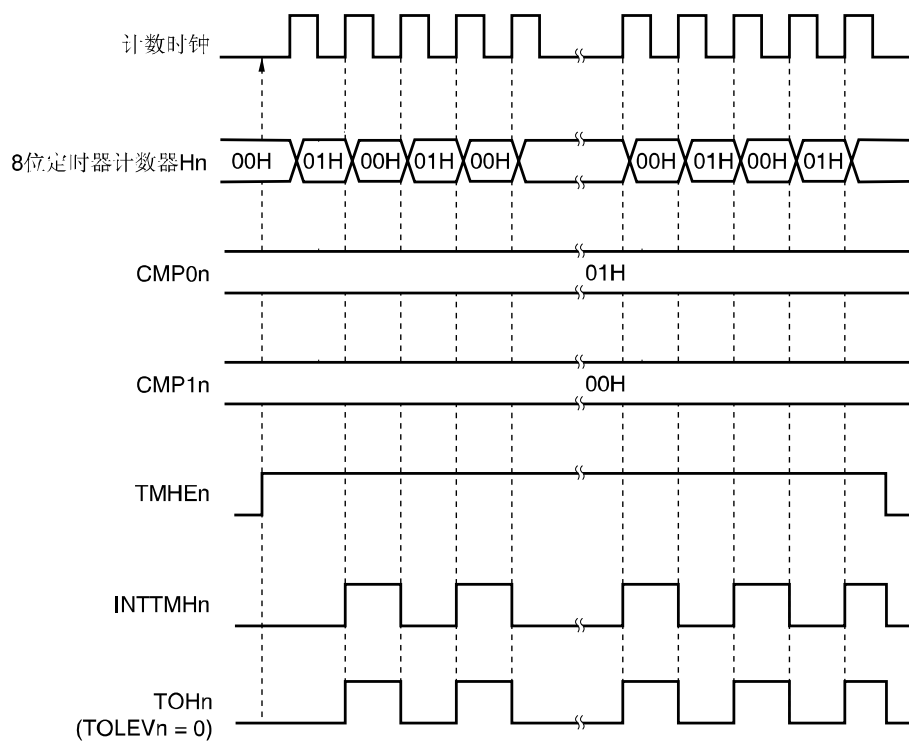 计数时钟
8位定时器计数器Hn
00H 01H 00H 01H 00H 00H 01H 00H 01H
CMP0n
01H
CMP1n
00H
TMHEn
INTTMHn
TOHn
(TOLEVn = 0)